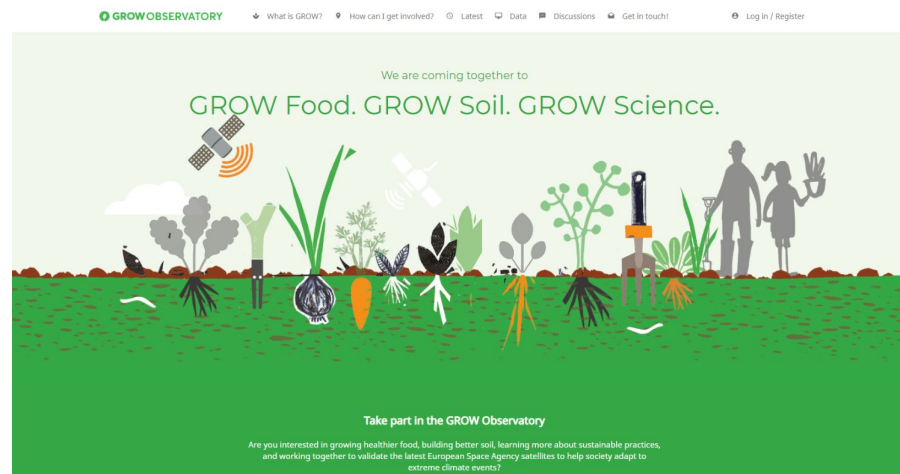 GROWOBSERVATORY
What is GROW?
How can I get involved?
Latest
Data
Discussions
Get in touch!
Log in / Register
We are coming together to
GROW Food. GROW Soil. GROW Science.
Take part in the GROW Observatory
Are you interested in growing healthier food, building better soil, learning more about sustainable practices,
and working together to validate the latest European Space Agency satellites to help society adapt to
extreme climate events?